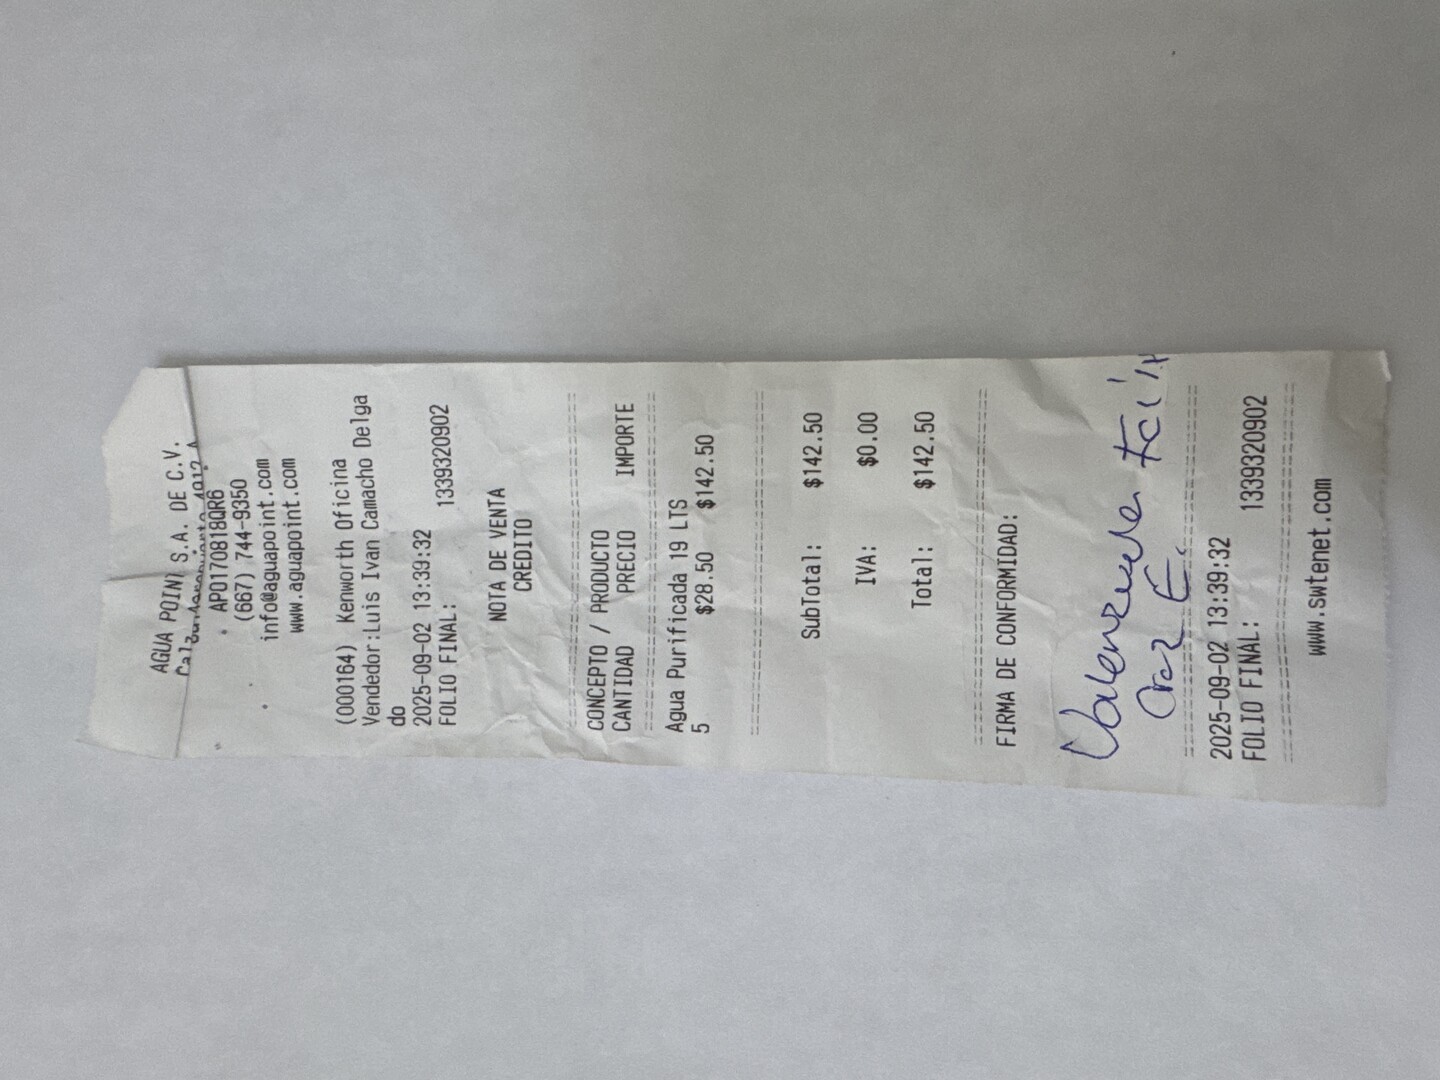 AGUA POINT S.A. DE C.V.
APO170818QR6
(667) 744-9350
info@aguapoint.com
www.aguapoint.com
(000164) Kenworth Oficina
Vendedor:Luis Ivan Camacho Delga
do
2025-09-02 13:39:32
FOLIO FINAL: 1339320902
NOTA DE VENTA
CREDITO
CONCEPTO / PRODUCTO
CANTIDAD PRECIO IMPORTE
Agua Purificada 19 LTS
5 $28.50 $142.50
SubTotal: $142.50
IVA: $0.00
Total: $142.50
FIRMA DE CONFORMIDAD:
Valenzuela
E.
2025-09-02 13:39:32
FOLIO FINAL: 1339320902
www.swtenet.com